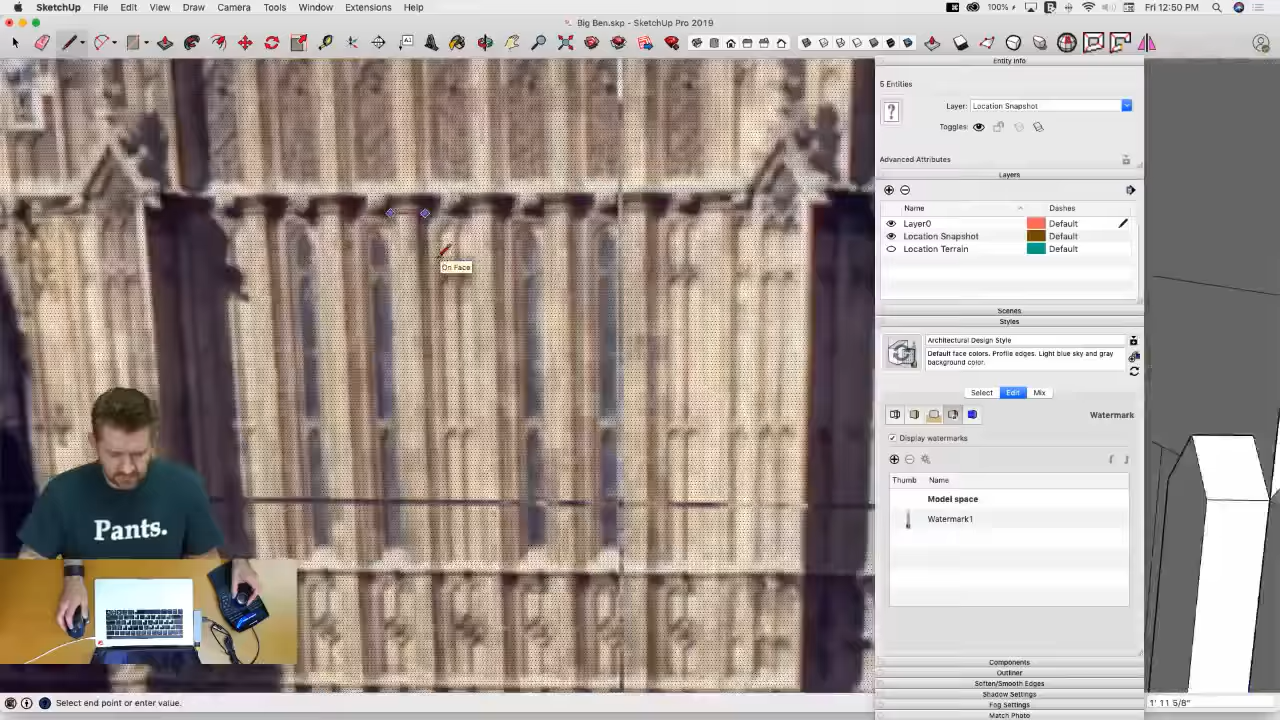 SketchUp File Edit View Draw Camera Tools Window Extensions Help
100% Fri 12:50 PM
Big Ben.skp - SketchUp Pro 2019
Entity Info
5 Entities
Layer: Location Snapshot
Toggles:
Advanced Attributes
Layers
Name Dashes
Layer0 Default
Location Snapshot Default
Location Terrain Default
Scenes
Styles
Architectural Design Style
Default face colors. Profile edges. Light blue sky and gray
background color.
Select Edit Mix
Watermark
Display watermarks
Thumb Name
Model space
Watermark1
Components
Outliner
Soften/Smooth Edges
Shadow Settings
Fog Settings
Match Photo
On Face
Pants.
Select end point or enter value.
1' 11 5/8"